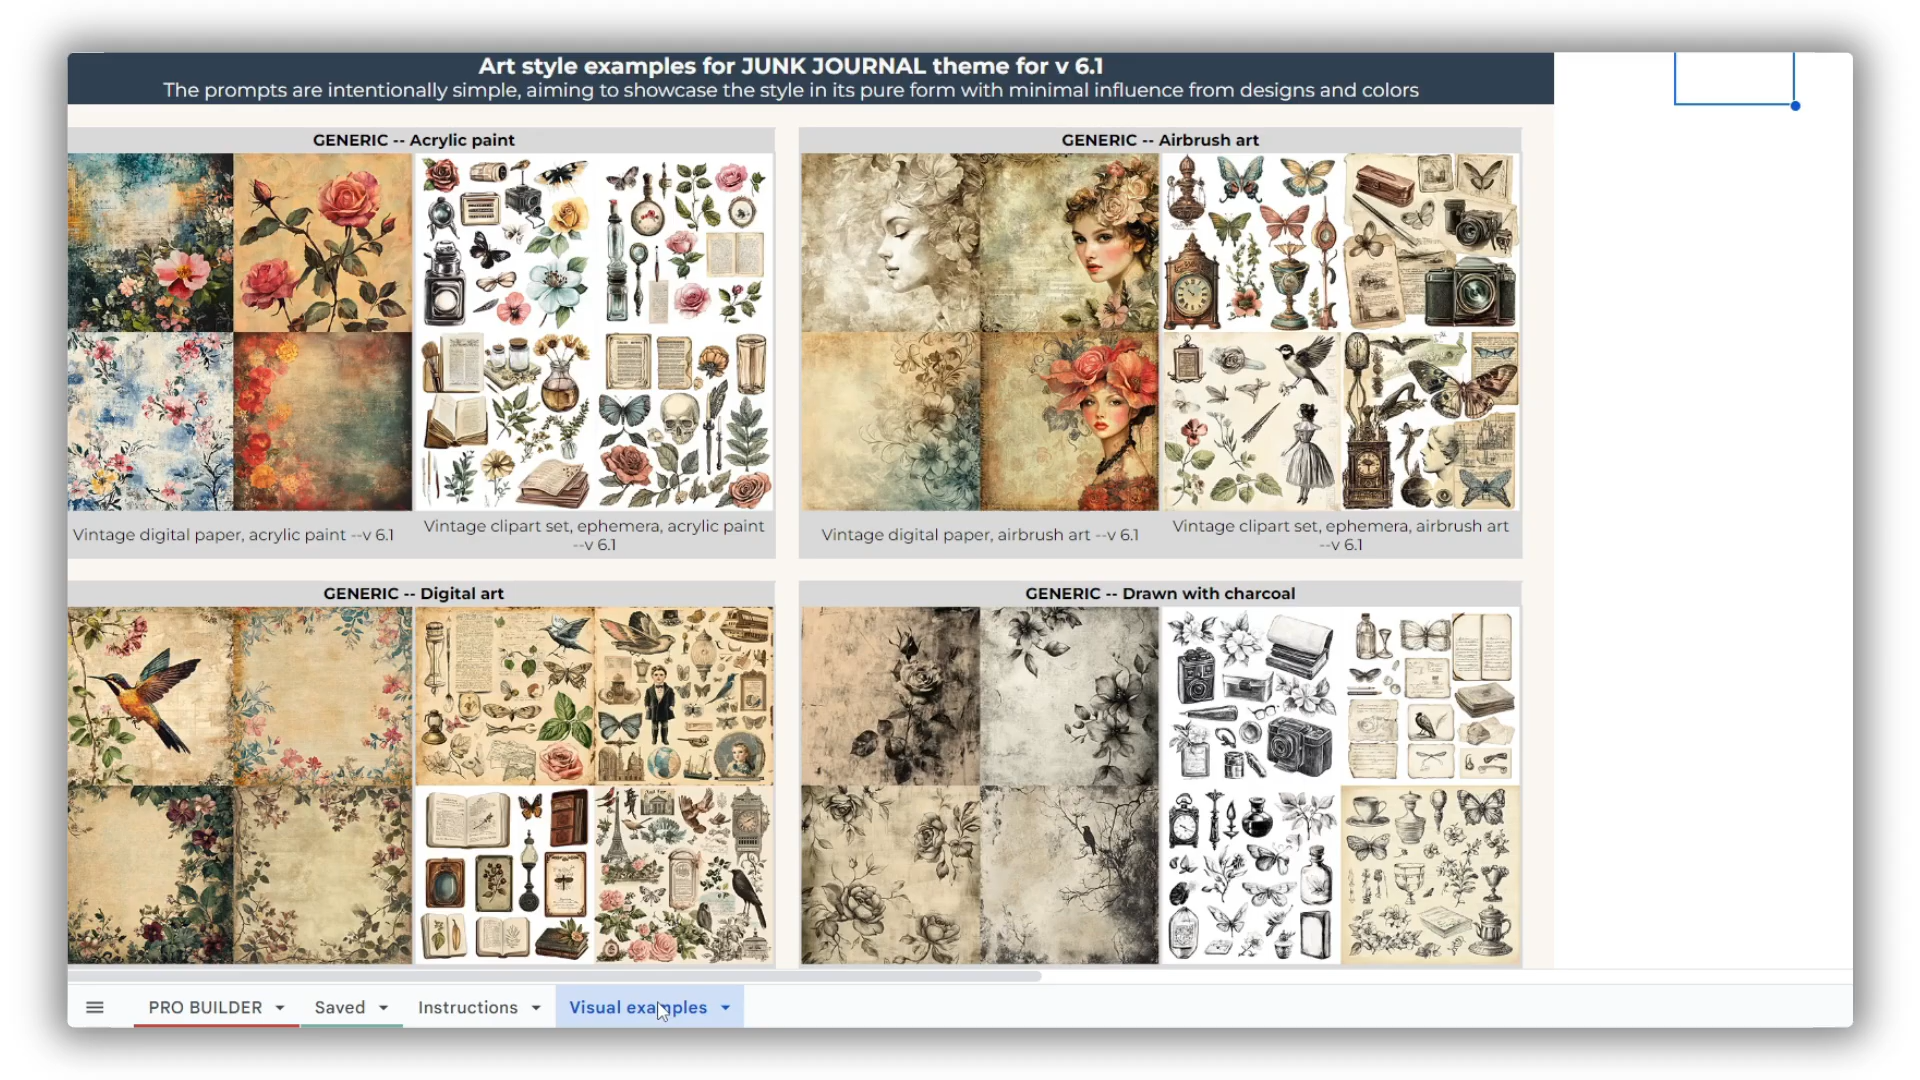 Art style examples for JUNK JOURNAL theme for v 6.1
The prompts are intentionally simple, aiming to showcase the style in its pure form with minimal influence from designs and colors
GENERIC -- Acrylic paint
Vintage digital paper, acrylic paint --v 6.1
Vintage clipart set, ephemera, acrylic paint
--v 6.1
GENERIC -- Airbrush art
Vintage digital paper, airbrush art --v 6.1
Vintage clipart set, ephemera, airbrush art
--v 6.1
GENERIC -- Digital art
GENERIC -- Drawn with charcoal
PRO BUILDER
Saved
Instructions
Visual examples